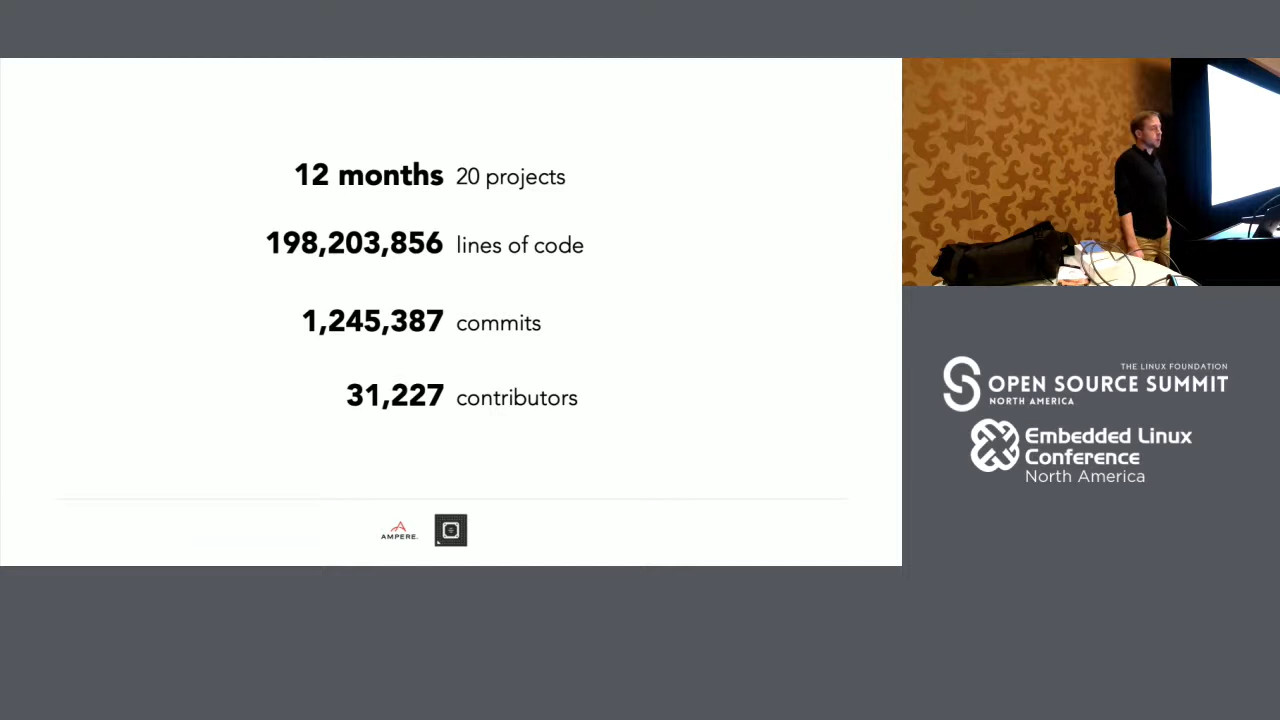 12 months 20 projects
198,203,856 lines of code
1,245,387 commits
31,227 contributors
AMPERE.
THE LINUX FOUNDATION
OPEN SOURCE SUMMIT
NORTH AMERICA
Embedded Linux
Conference
North America